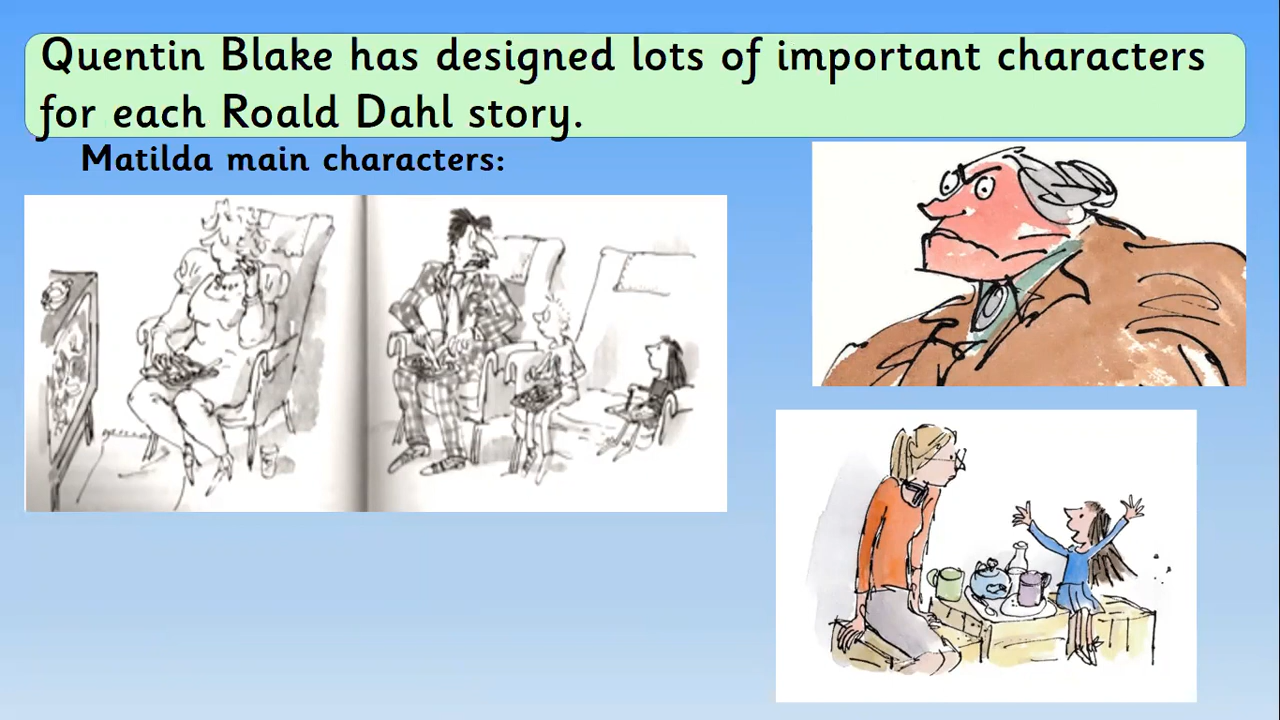 Quentin Blake has designed lots of important characters
for each Roald Dahl story.
Matilda main characters: